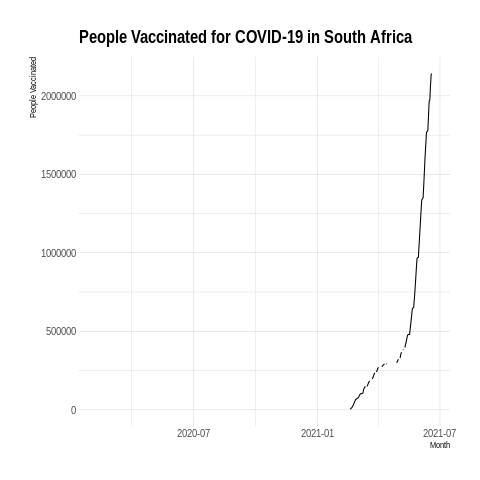 People Vaccinated for COVID-19 in South Africa
People Vaccinated
2000000
1500000
1000000
500000
0
2020-07
2021-01
2021-07
Month